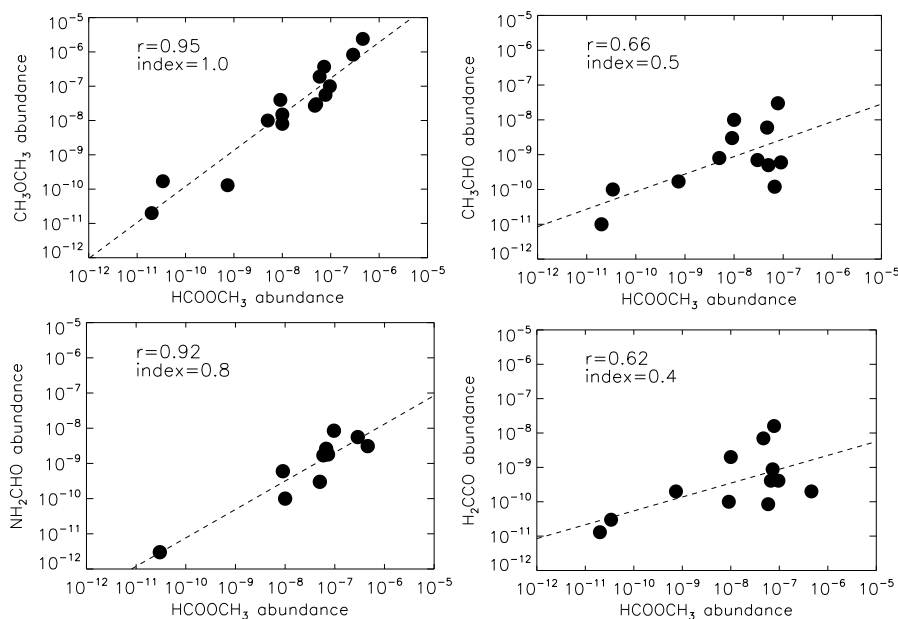 10⁻⁵
10⁻⁶
10⁻⁷
10⁻⁸
10⁻⁹
10⁻¹⁰
10⁻¹¹
10⁻¹²
CH₃OCH₃ abundance
r=0.95
index=1.0
10⁻¹² 10⁻¹¹ 10⁻¹⁰ 10⁻⁹ 10⁻⁸ 10⁻⁷ 10⁻⁶ 10⁻⁵
HCOOCH₃ abundance
10⁻⁵
10⁻⁶
10⁻⁷
10⁻⁸
10⁻⁹
10⁻¹⁰
10⁻¹¹
10⁻¹²
CH₃CHO abundance
r=0.66
index=0.5
10⁻¹² 10⁻¹¹ 10⁻¹⁰ 10⁻⁹ 10⁻⁸ 10⁻⁷ 10⁻⁶ 10⁻⁵
HCOOCH₃ abundance
10⁻⁵
10⁻⁶
10⁻⁷
10⁻⁸
10⁻⁹
10⁻¹⁰
10⁻¹¹
10⁻¹²
NH₂CHO abundance
r=0.92
index=0.8
10⁻¹² 10⁻¹¹ 10⁻¹⁰ 10⁻⁹ 10⁻⁸ 10⁻⁷ 10⁻⁶ 10⁻⁵
HCOOCH₃ abundance
10⁻⁵
10⁻⁶
10⁻⁷
10⁻⁸
10⁻⁹
10⁻¹⁰
10⁻¹¹
10⁻¹²
H₂CCO abundance
r=0.62
index=0.4
10⁻¹² 10⁻¹¹ 10⁻¹⁰ 10⁻⁹ 10⁻⁸ 10⁻⁷ 10⁻⁶ 10⁻⁵
HCOOCH₃ abundance